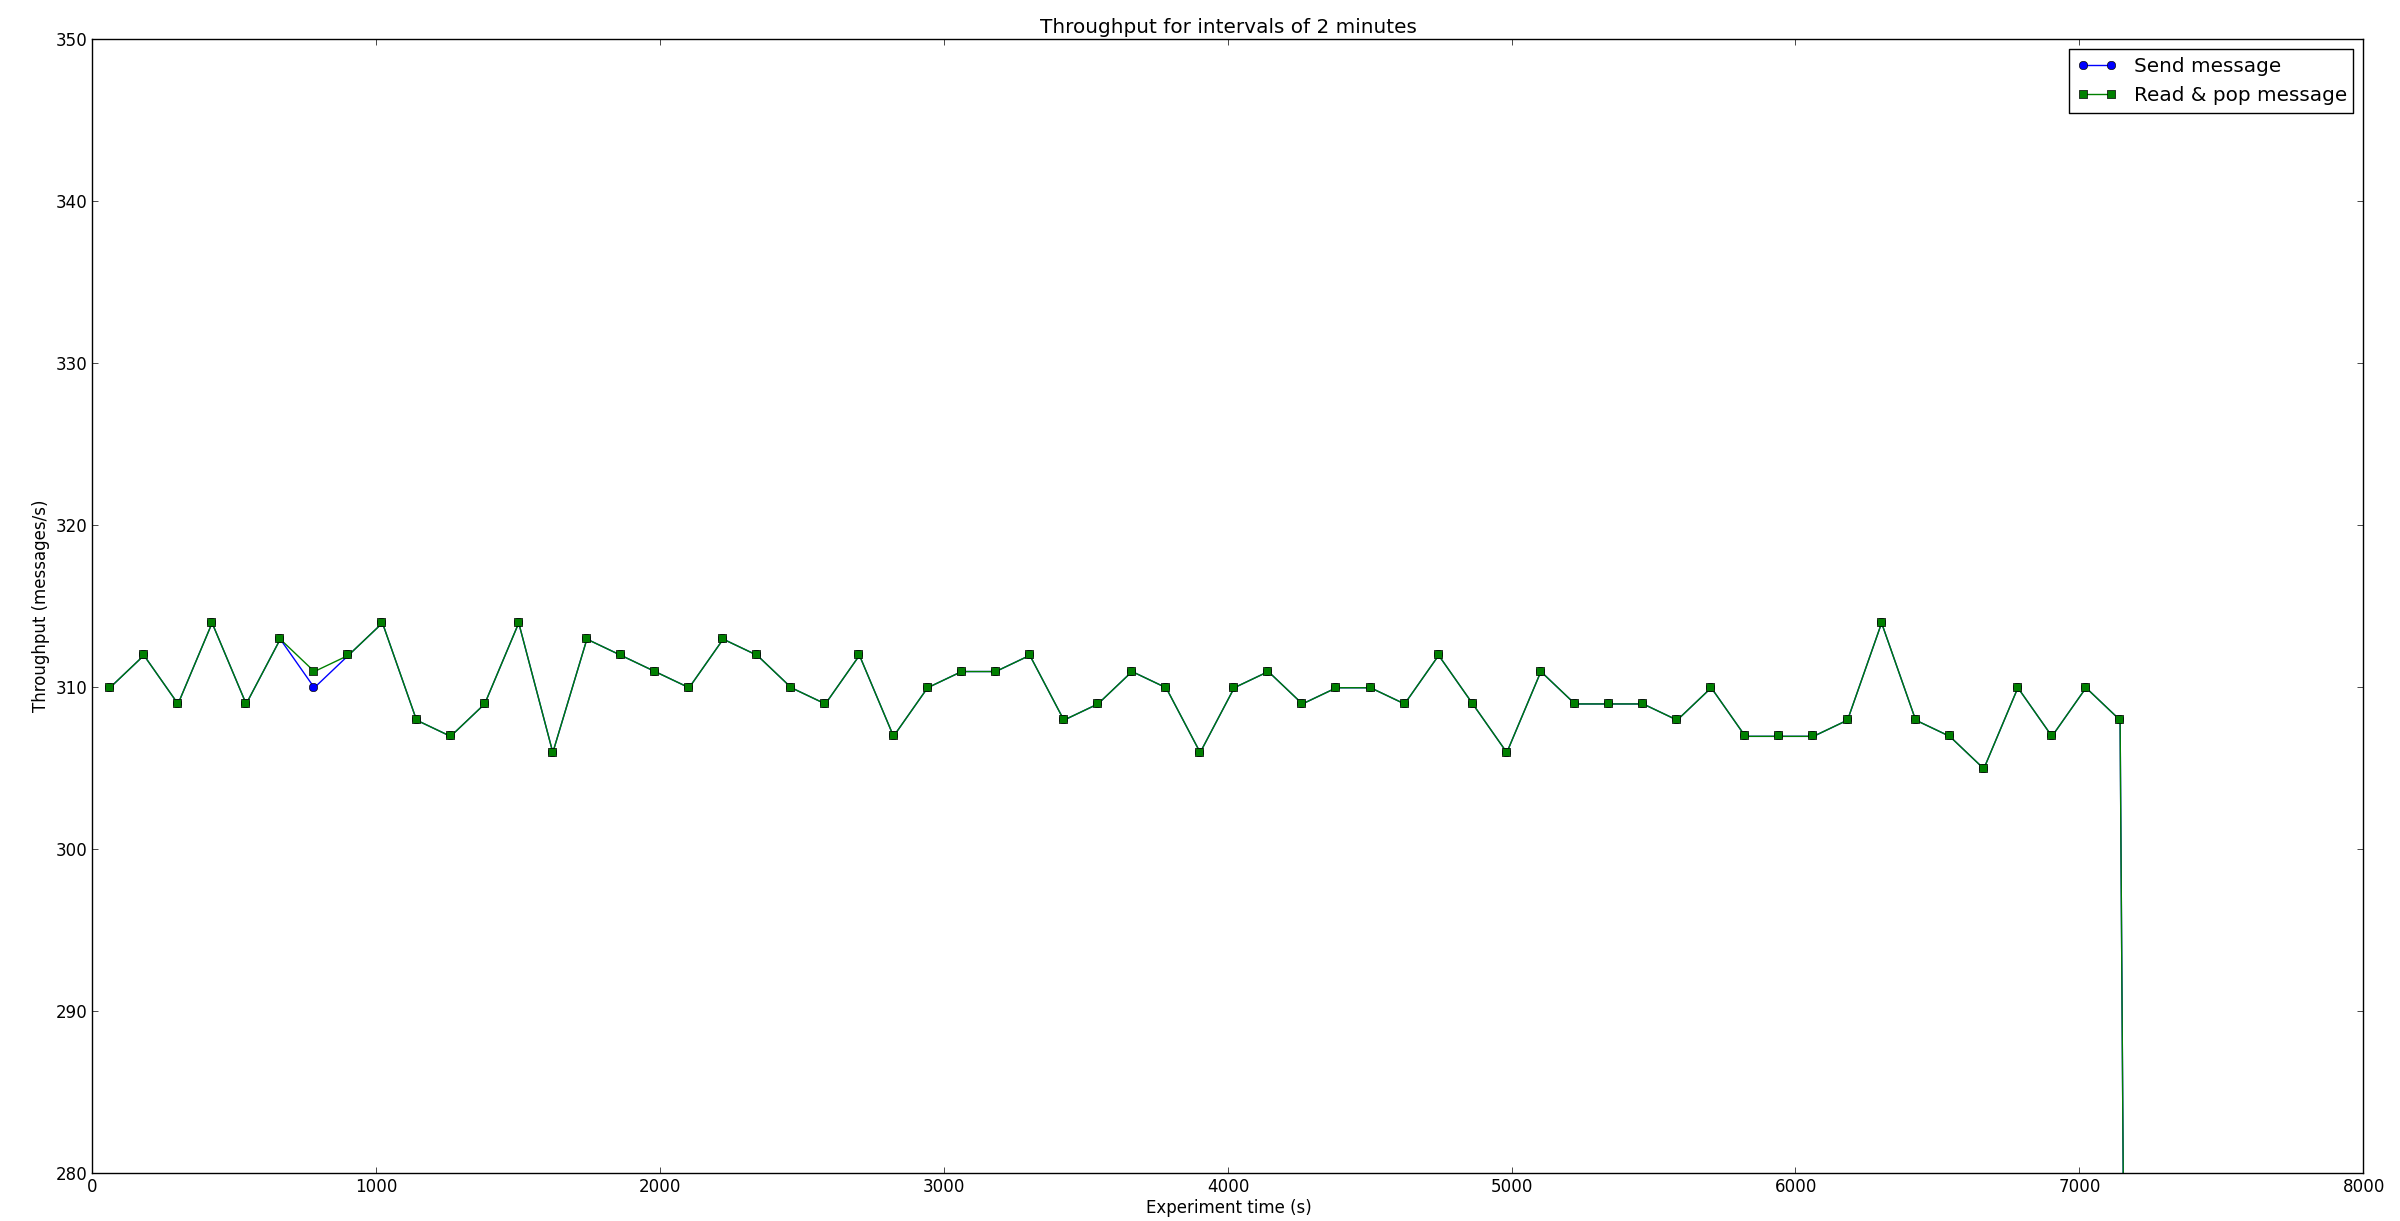 Throughput for intervals of 2 minutes
Send message
Read & pop message
Throughput (messages/s)
350
340
330
320
310
300
290
280
0 1000 2000 3000 4000 5000 6000 7000 8000
Experiment time (s)